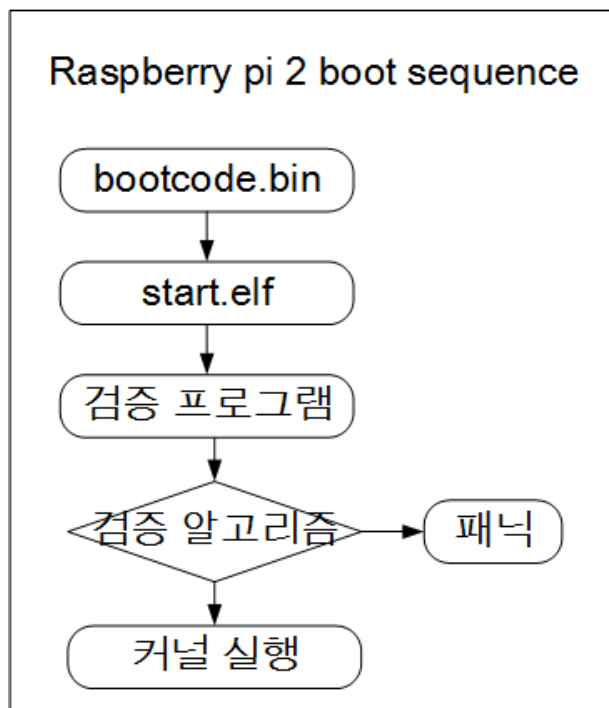 Raspberry pi 2 boot sequence
bootcode.bin
start.elf
검증 프로그램
검증 알고리즘
패닉
커널 실행